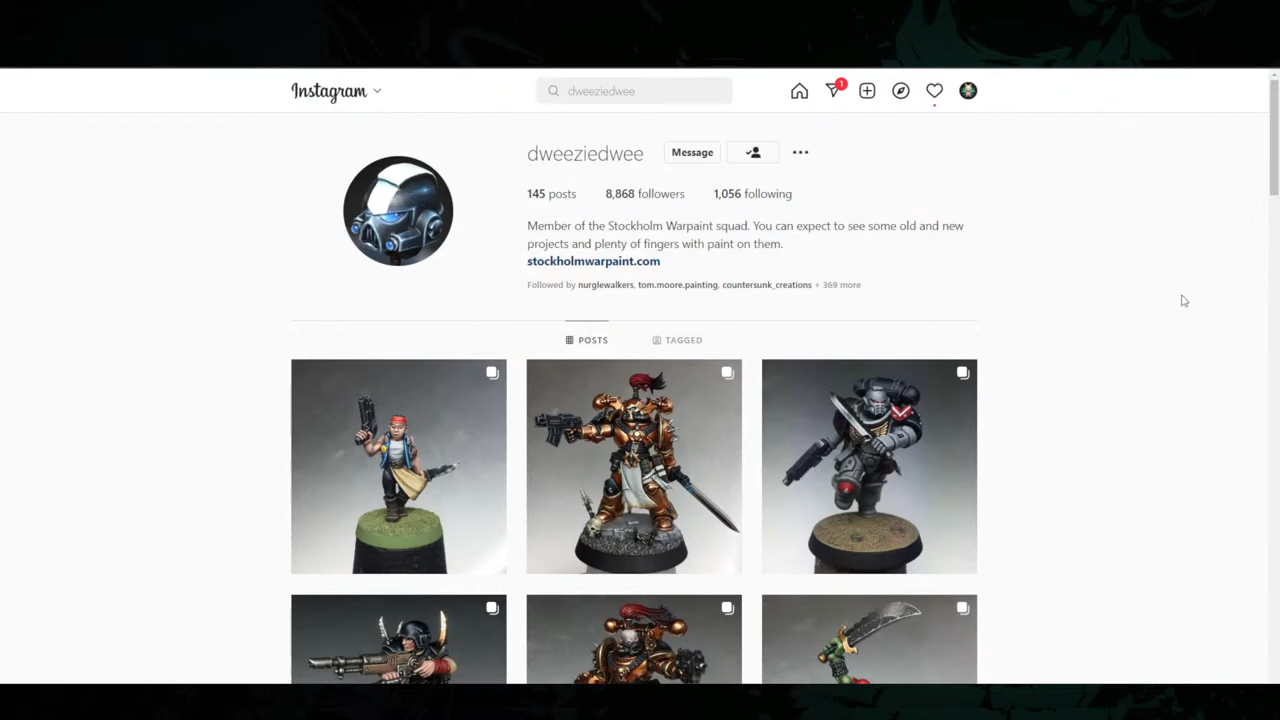 Instagram
dweeziedwee
1
dweeziedwee
Message
145 posts
8,868 followers
1,056 following
Member of the Stockholm Warpaint squad. You can expect to see some old and new
projects and plenty of fingers with paint on them.
stockholmwarpaint.com
Followed by nurglewalkers, tom.moore.painting, countersunk_creations + 369 more
POSTS
TAGGED